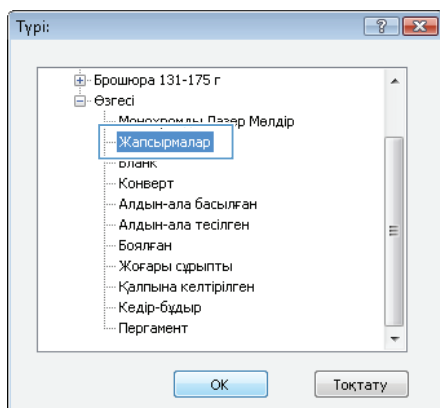 Түрі:
Брошюра 131-175 г
Өзгесі
Монохромды Лазер Мөлдір
Жапсырмалар
Бланк
Конверт
Алдын-ала басылған
Алдын-ала тесілген
Боялған
Жоғары сұрыпты
Қалпына келтірілген
Кедір-бұдыр
Пергамент
ОК
Тоқтату